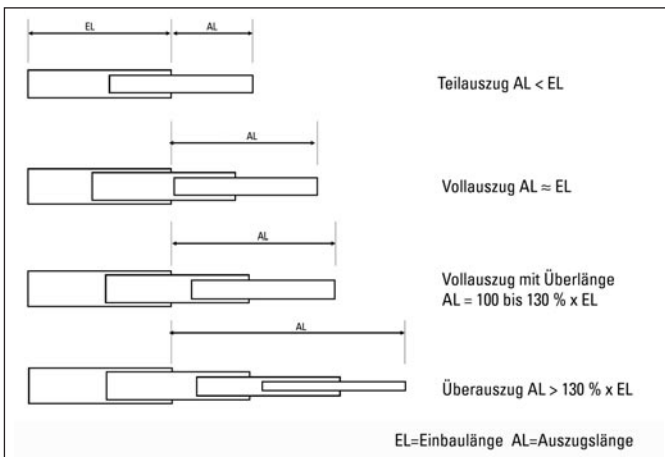 EL AL
Teilauszug AL < EL
AL
Vollauszug AL ≈ EL
AL
Vollauszug mit Überlänge
AL = 100 bis 130 % x EL
AL
Überauszug AL > 130 % x EL
EL=Einbaulänge AL=Auszugslänge